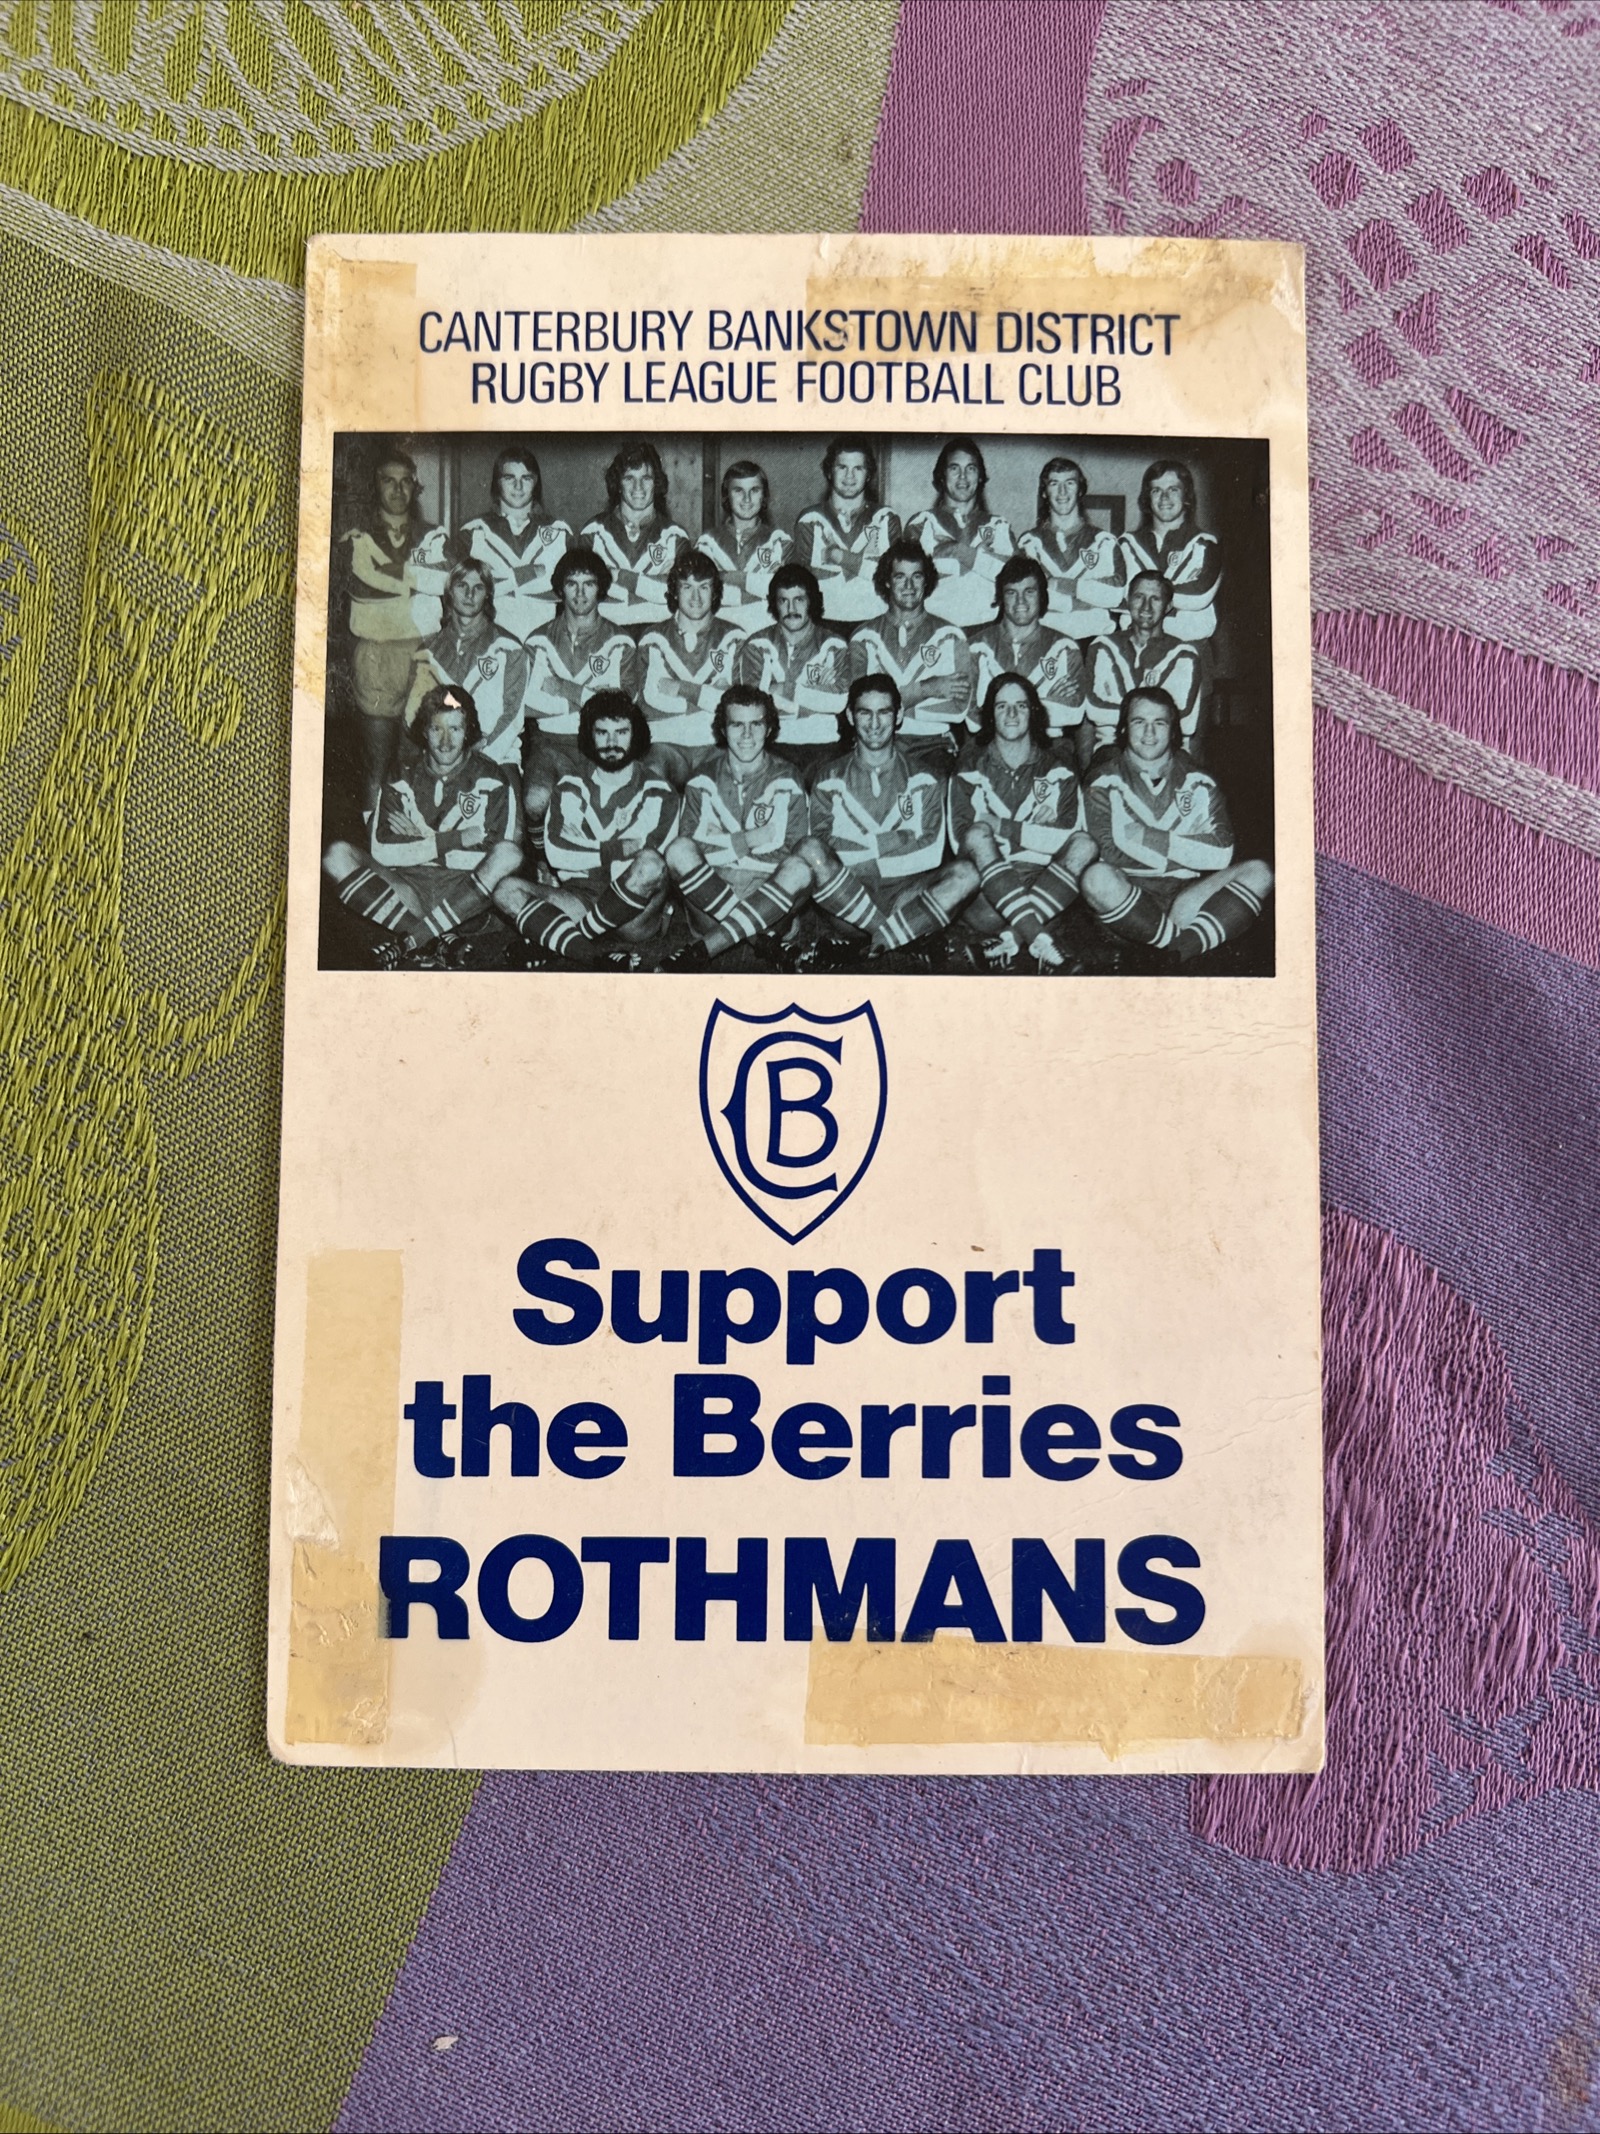 CANTERBURY BANKSTOWN DISTRICT
RUGBY LEAGUE FOOTBALL CLUB
CB
Support
the Berries
ROTHMANS